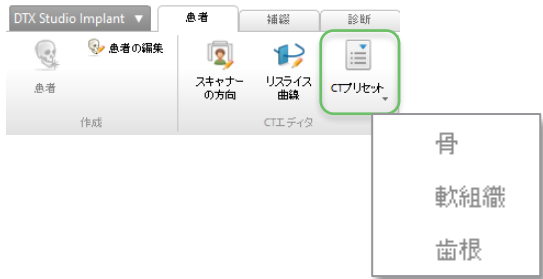 DTX Studio Implant ▼
患者
補綴
診断
患者
患者の編集
スキャナー
の方向
リスライス
曲線
CTプリセット
作成
CTエディタ
骨
軟組織
歯根